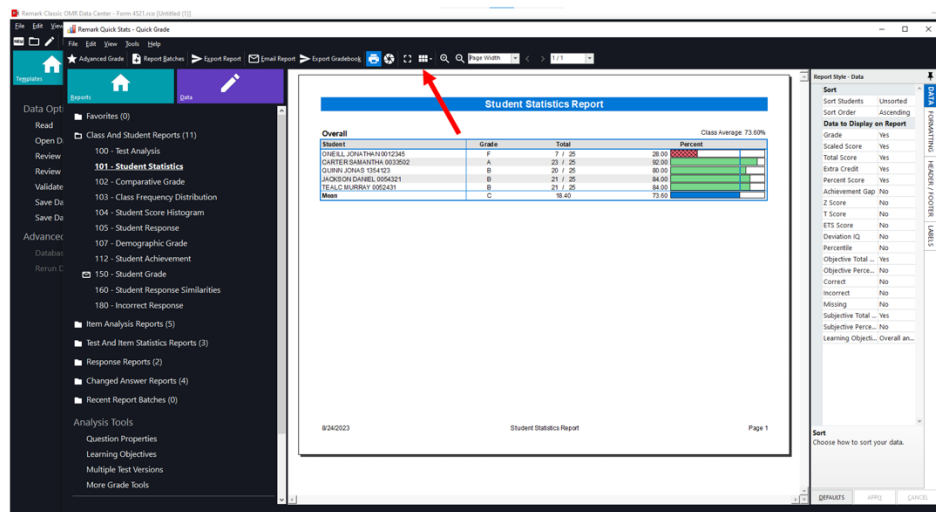 Remark Classic OMR Data Center - Form 4521.rco [Untitled (1)]
File Edit View
Remark Quick Stats - Quick Grade
File Edit View Tools Help
Advanced Grade Report Batches Export Report Email Report Export Gradebook Page Width 1/1
Templates
Reports Data
Data Opti
Read
Open D
Review
Review
Validate
Save Da
Save Da
Advanced
Databas
Rerun D
Favorites (0)
Class And Student Reports (11)
100 - Test Analysis
101 - Student Statistics
102 - Comparative Grade
103 - Class Frequency Distribution
104 - Student Score Histogram
105 - Student Response
107 - Demographic Grade
112 - Student Achievement
150 - Student Grade
160 - Student Response Similarities
180 - Incorrect Response
Item Analysis Reports (5)
Test And Item Statistics Reports (3)
Response Reports (2)
Changed Answer Reports (4)
Recent Report Batches (0)
Analysis Tools
Question Properties
Learning Objectives
Multiple Test Versions
More Grade Tools
Student Statistics Report
Overall Class Average 73.60%
Student Grade Total Percent
ONEILL JONATHAN 0012345 F 7 / 25 28.00
CARTER SAMANTHA 0033502 A 23 / 25 92.00
QUINN JONAS 1354123 B 20 / 25 80.00
JACKSON DANIEL 0054321 B 21 / 25 84.00
TEALC MURRAY 0052431 B 21 / 25 84.00
Mean C 18.40 73.60
8/24/2023 Student Statistics Report Page 1
Report Style - Data
Sort
Sort Students Unsorted
Sort Order Ascending
Data to Display on Report
Grade Yes
Scaled Score Yes
Total Score Yes
Extra Credit Yes
Percent Score Yes
Achievement Gap No
Z Score No
T Score No
ETS Score No
Deviation IQ No
Percentile No
Objective Total ... Yes
Objective Perce... No
Correct No
Incorrect No
Missing No
Subjective Total ... Yes
Subjective Perce... No
Learning Objecti... Overall an...
Sort
Choose how to sort your data.
DEFAULTS APPLY CANCEL
DATA
FORMATTING
HEADER / FOOTER
LABELS